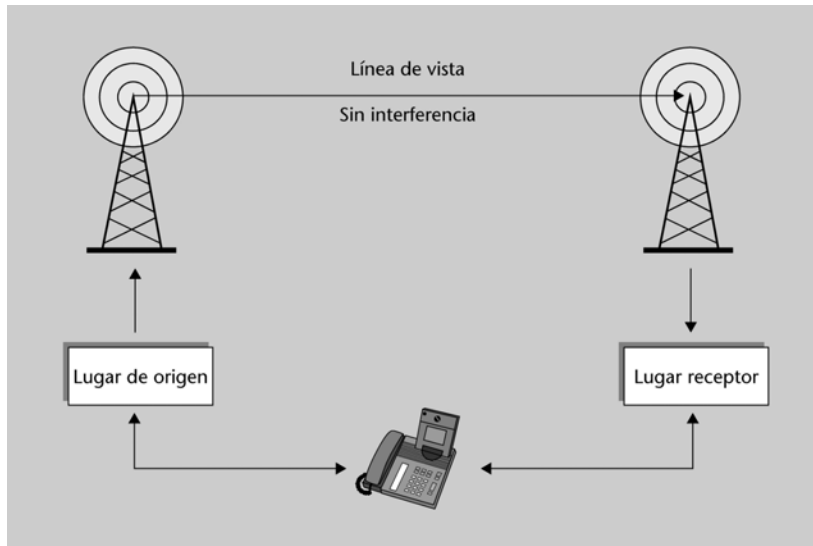 Línea de vista
Sin interferencia
Lugar de origen
Lugar receptor